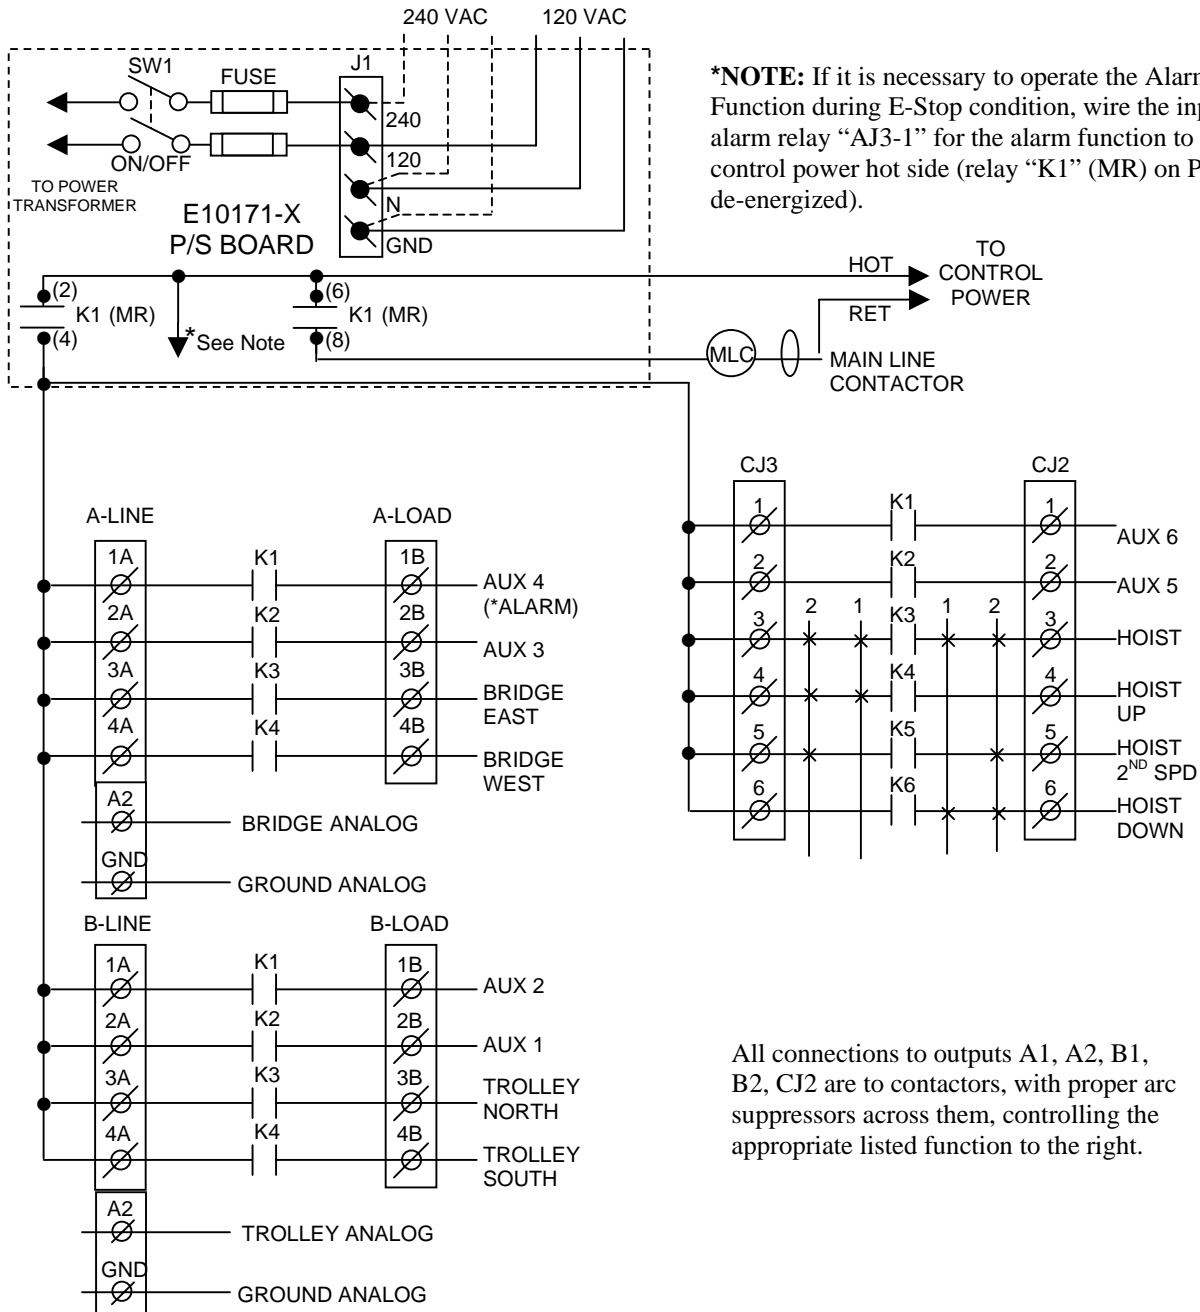 240 VAC 120 VAC
SW1
FUSE
J1
240
120
N
GND
ON/OFF
TO POWER
TRANSFORMER
E10171-X
P/S BOARD
*NOTE: If it is necessary to operate the Alarm
Function during E-Stop condition, wire the
alarm relay “AJ3-1” for the alarm function to
control power hot side (relay “K1” (MR) on
de-energized).
(2)
K1 (MR)
(4)
*See Note
(6)
K1 (MR)
(8)
HOT
RET
TO
CONTROL
POWER
MLC
MAIN LINE
CONTACTOR
A-LINE
A-LOAD
1A K1 1B AUX 4
(*ALARM)
2A K2 2B AUX 3
3A K3 3B BRIDGE
EAST
4A K4 4B BRIDGE
WEST
A2 BRIDGE ANALOG
GND GROUND ANALOG
B-LINE
B-LOAD
1A K1 1B AUX 2
2A K2 2B AUX 1
3A K3 3B TROLLEY
NORTH
4A K4 4B TROLLEY
SOUTH
A2 TROLLEY ANALOG
GND GROUND ANALOG
CJ3
CJ2
1 K1 1 AUX 6
2 K2 2 AUX 5
2 1 1 2
3 K3 3 HOIST
4 K4 4 HOIST
UP
5 K5 5 HOIST
2ND SPD
6 K6 6 HOIST
DOWN
All connections to outputs A1, A2, B1,
B2, CJ2 are to contactors, with proper arc
suppressors across them, controlling the
appropriate listed function to the right.